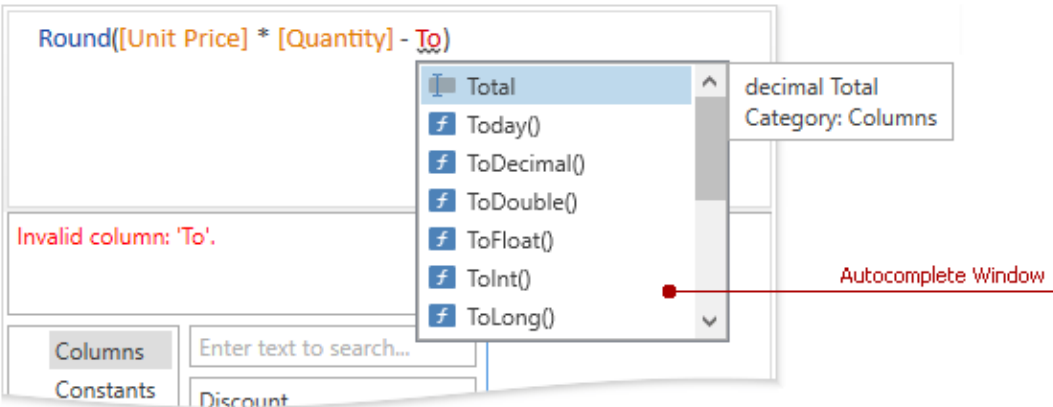 Round([Unit Price] * [Quantity] - To)
Total
Today()
ToDecimal()
ToDouble()
ToFloat()
ToInt()
ToLong()
decimal Total
Category: Columns
Invalid column: 'To'.
Autocomplete Window
Columns
Constants
Enter text to search...
Discount